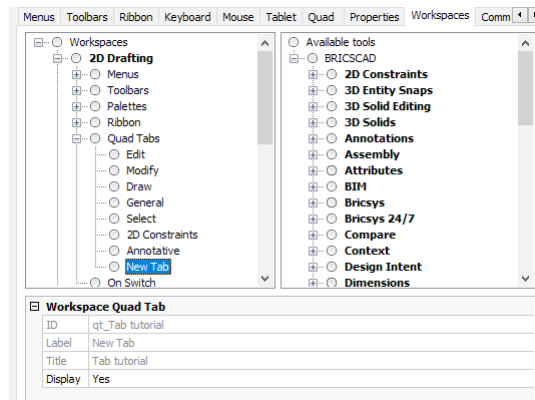 Menus Toolbars Ribbon Keyboard Mouse Tablet Quad Properties Workspaces Comm
Workspaces
2D Drafting
Menus
Toolbars
Palettes
Ribbon
Quad Tabs
Edit
Modify
Draw
General
Select
2D Constraints
Annotative
New Tab
On Switch
Available tools
BRICSCAD
2D Constraints
3D Entity Snaps
3D Solid Editing
3D Solids
Annotations
Assembly
Attributes
BIM
Bricsys
Bricsys 24/7
Compare
Context
Design Intent
Dimensions
Workspace Quad Tab
ID qt_Tab tutorial
Label New Tab
Title Tab tutorial
Display Yes